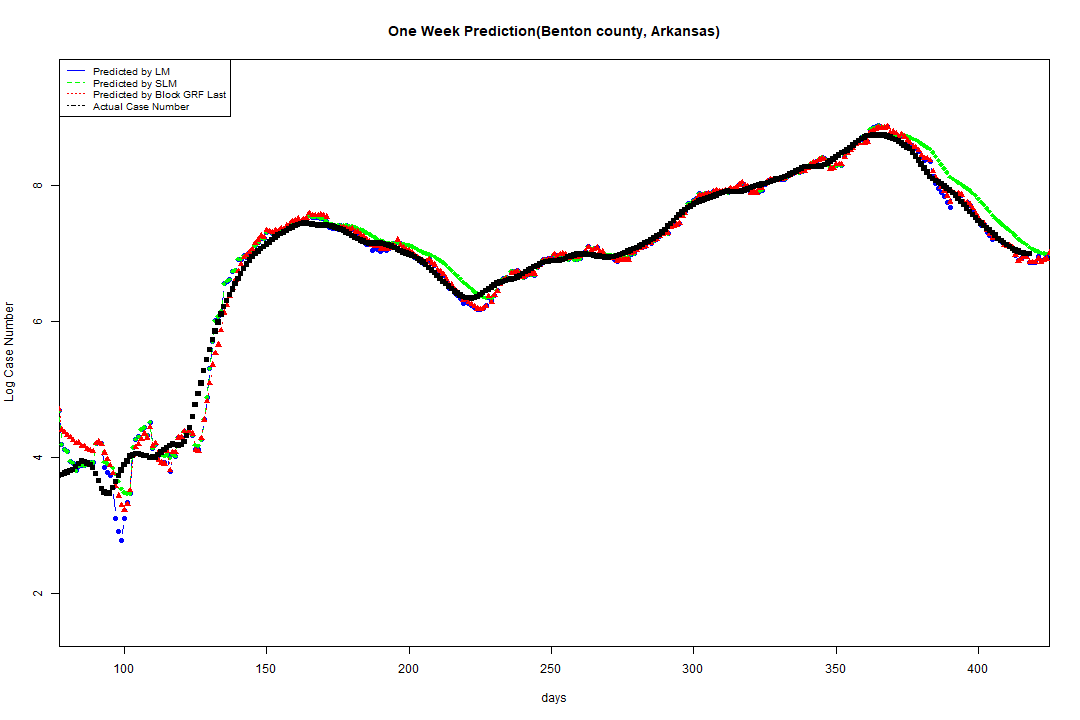 One Week Prediction(Benton county, Arkansas)
Predicted by LM
Predicted by SLM
Predicted by Block GRF Last
Actual Case Number
Log Case Number
8
6
4
2
100 150 200 250 300 350 400
days